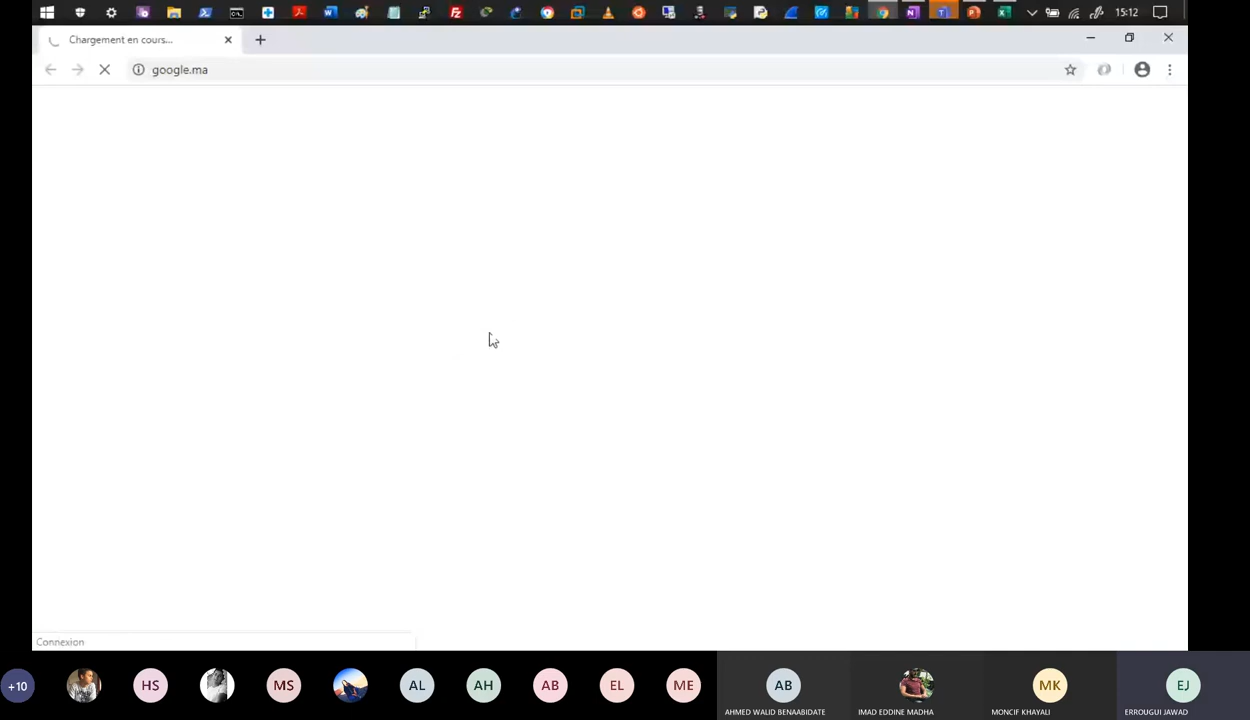 15:12
Chargement en cours...
google.ma
Connexion
+10
HS
MS
AL
AH
AB
EL
ME
AB
MK
EJ
AHMED WALID BENAABIDATE
IMAD EDDINE MADHA
MONCIF KHAYALI
ERROUGUI JAWAD